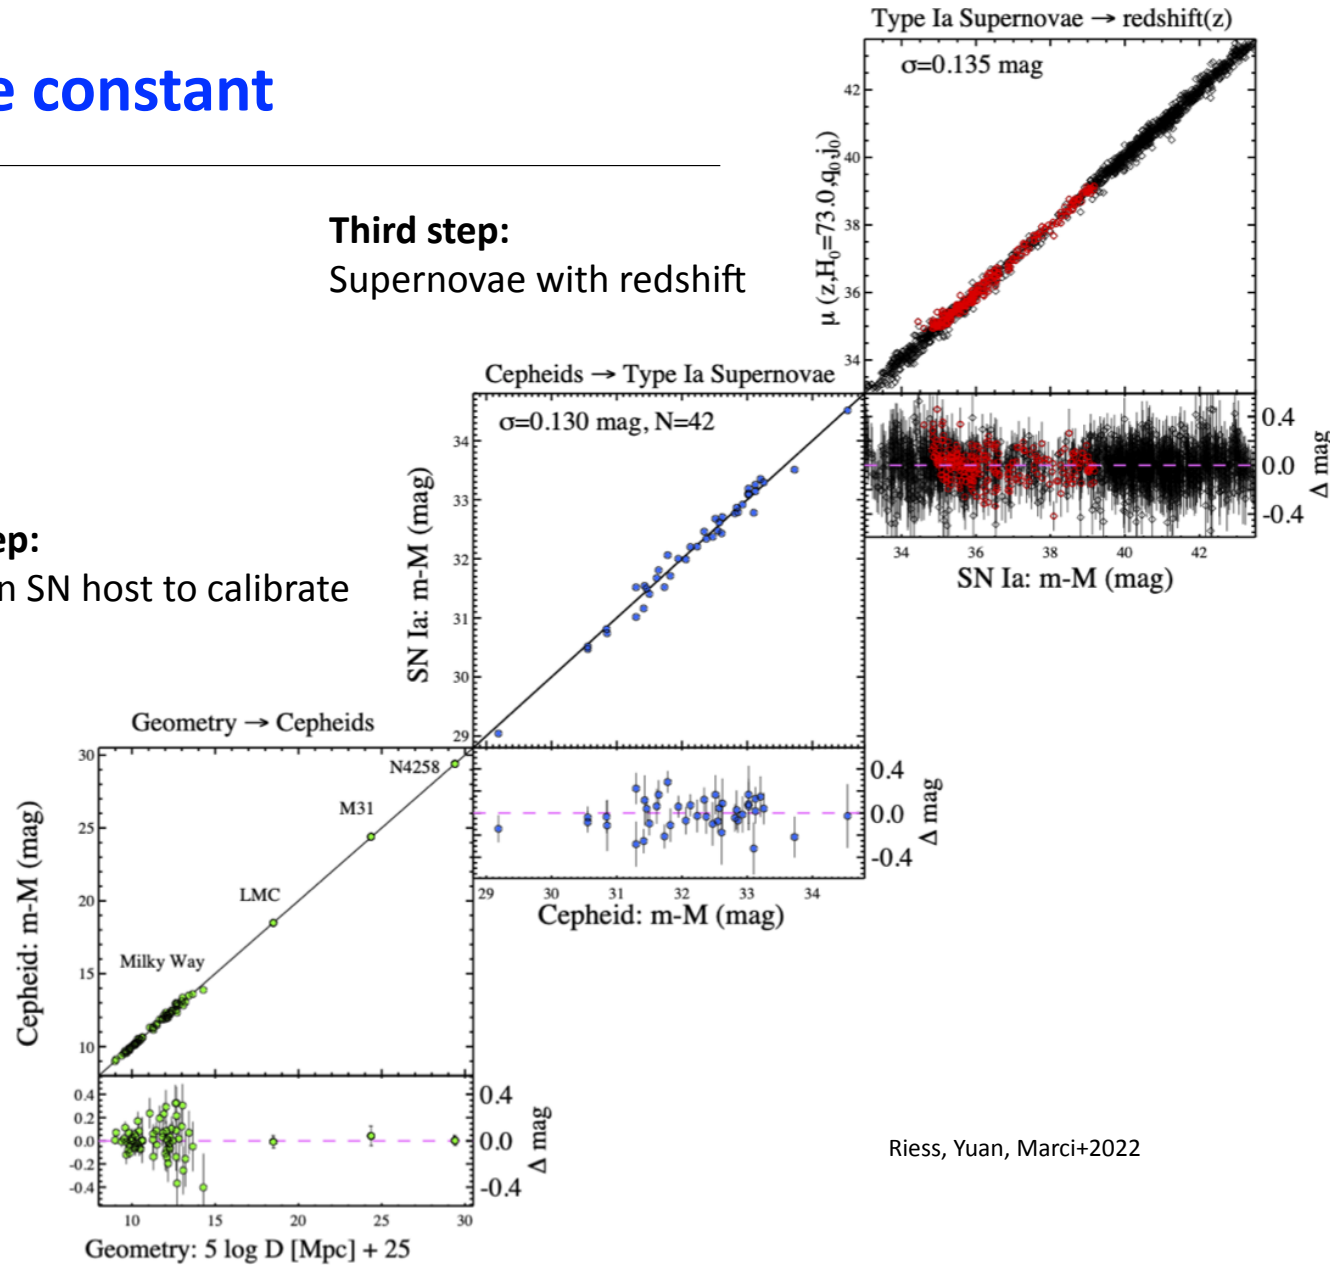 e constant
Third step:
Supernovae with redshift
ep:
n SN host to calibrate
Type Ia Supernovae → redshift(z)
σ=0.135 mag
μ (z,H₀=73.0,q₀,j₀)
42
40
38
36
34
0.4
0.0
-0.4
Δ mag
34 36 38 40 42
SN Ia: m-M (mag)
Cepheids → Type Ia Supernovae
σ=0.130 mag, N=42
SN Ia: m-M (mag)
34
33
32
31
30
29
0.4
0.0
-0.4
Δ mag
29 30 31 32 33 34
Cepheid: m-M (mag)
Geometry → Cepheids
N4258
M31
LMC
Milky Way
Cepheid: m-M (mag)
30
25
20
15
10
0.4
0.2
0.0
-0.2
-0.4
0.4
0.0
-0.4
Δ mag
10 15 20 25 30
Geometry: 5 log D [Mpc] + 25
Riess, Yuan, Marci+2022